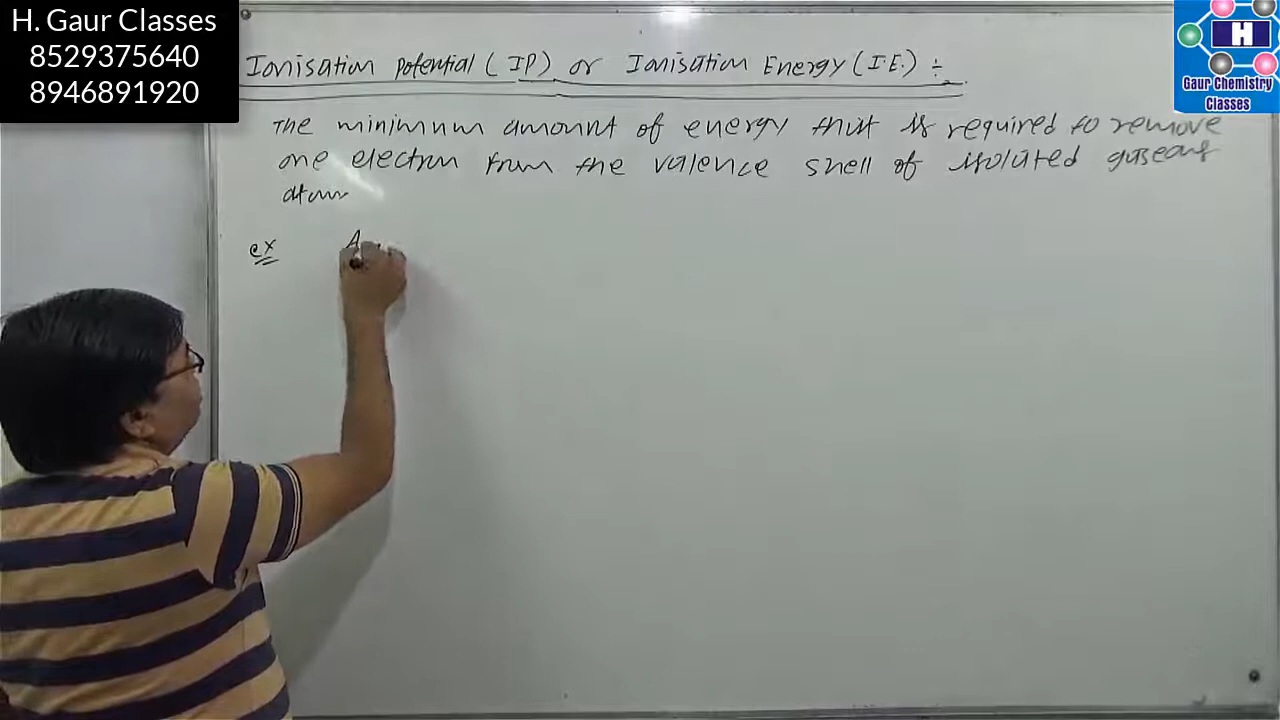 H. Gaur Classes
8529375640
8946891920
H
Gaur Chemistry
Classes
Ionisation Potential (IP) or Ionisation Energy (I.E.) ÷
The minimum amount of energy that is required to remove
one electron from the valence shell of isolated gaseous
atom
ex A